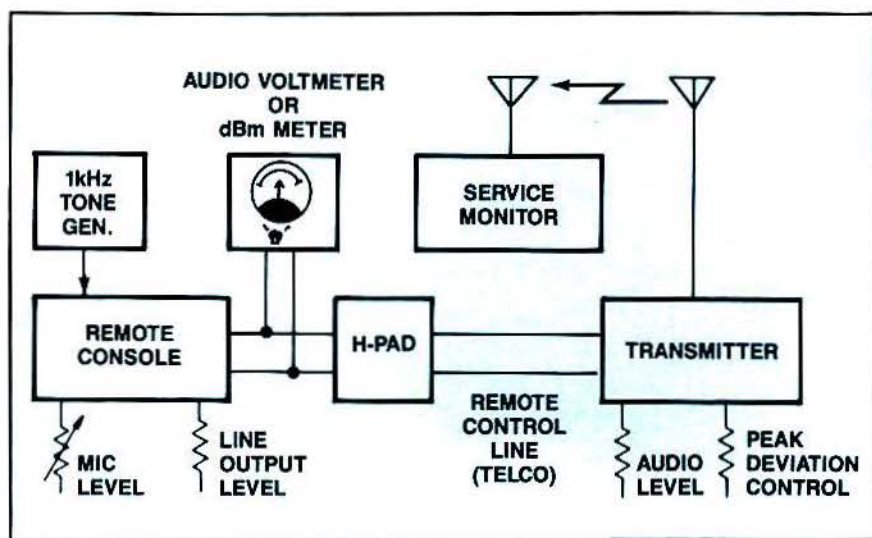 AUDIO VOLTMETER
OR
dBm METER
1kHz
TONE
GEN.
SERVICE
MONITOR
REMOTE
CONSOLE
H-PAD
TRANSMITTER
MIC
LEVEL
LINE
OUTPUT
LEVEL
REMOTE
CONTROL
LINE
(TELCO)
AUDIO
LEVEL
PEAK
DEVIATION
CONTROL